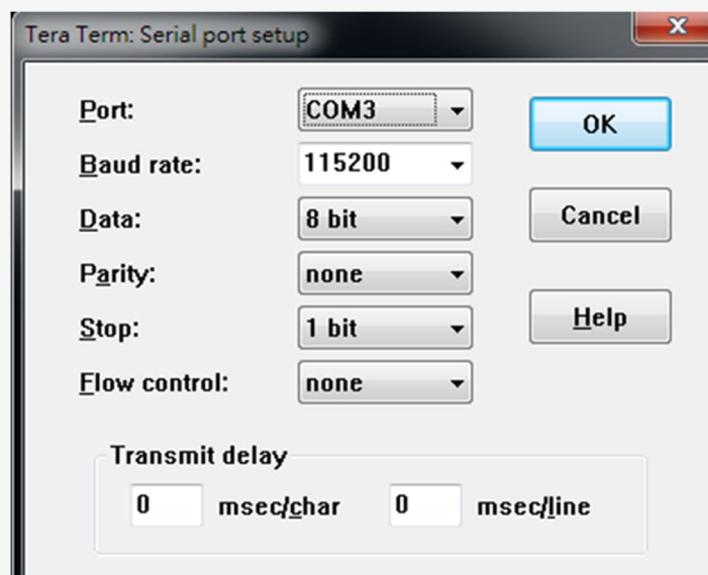 Tera Term: Serial port setup
Port: COM3 OK
Baud rate: 115200
Data: 8 bit Cancel
Parity: none
Stop: 1 bit Help
Flow control: none
Transmit delay
0 msec/char 0 msec/line